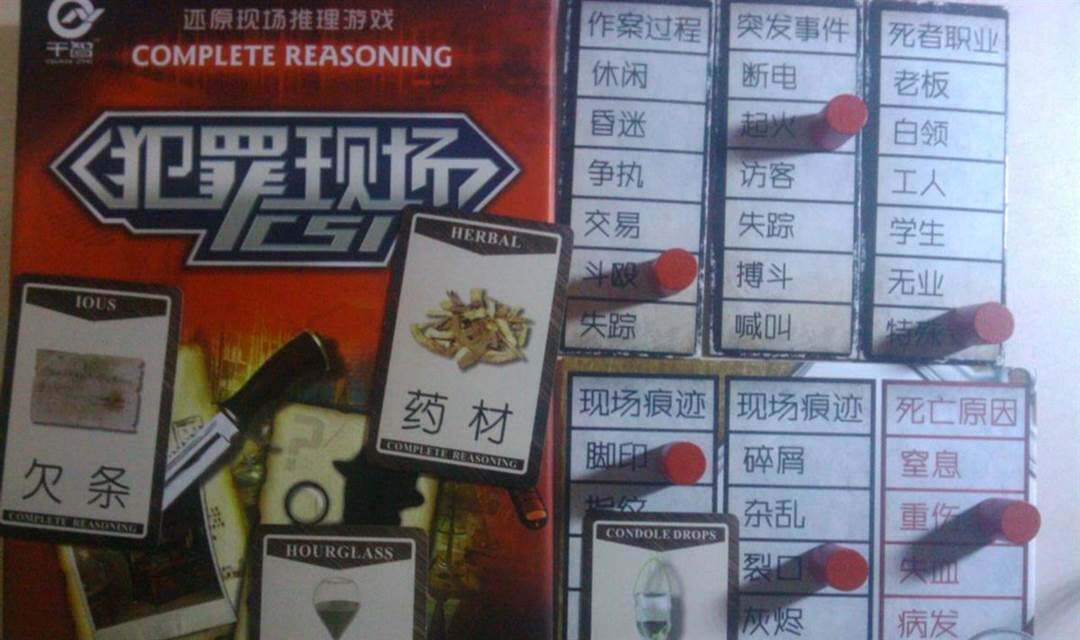 还原现场推理游戏
千智
COMPLETE REASONING
犯罪现场
CSI
IOUS
欠条
COMPLETE REASONING
HERBAL
药材
COMPLETE REASONING
HOURGLASS
CONDOLE DROPS
作案过程
休闲
昏迷
争执
交易
斗殴
失踪
突发事件
断电
起火
访客
失踪
搏斗
喊叫
死者职业
老板
白领
工人
学生
无业
特殊
现场痕迹
脚印
指纹
现场痕迹
碎屑
杂乱
裂口
灰烬
死亡原因
窒息
重伤
失血
病发